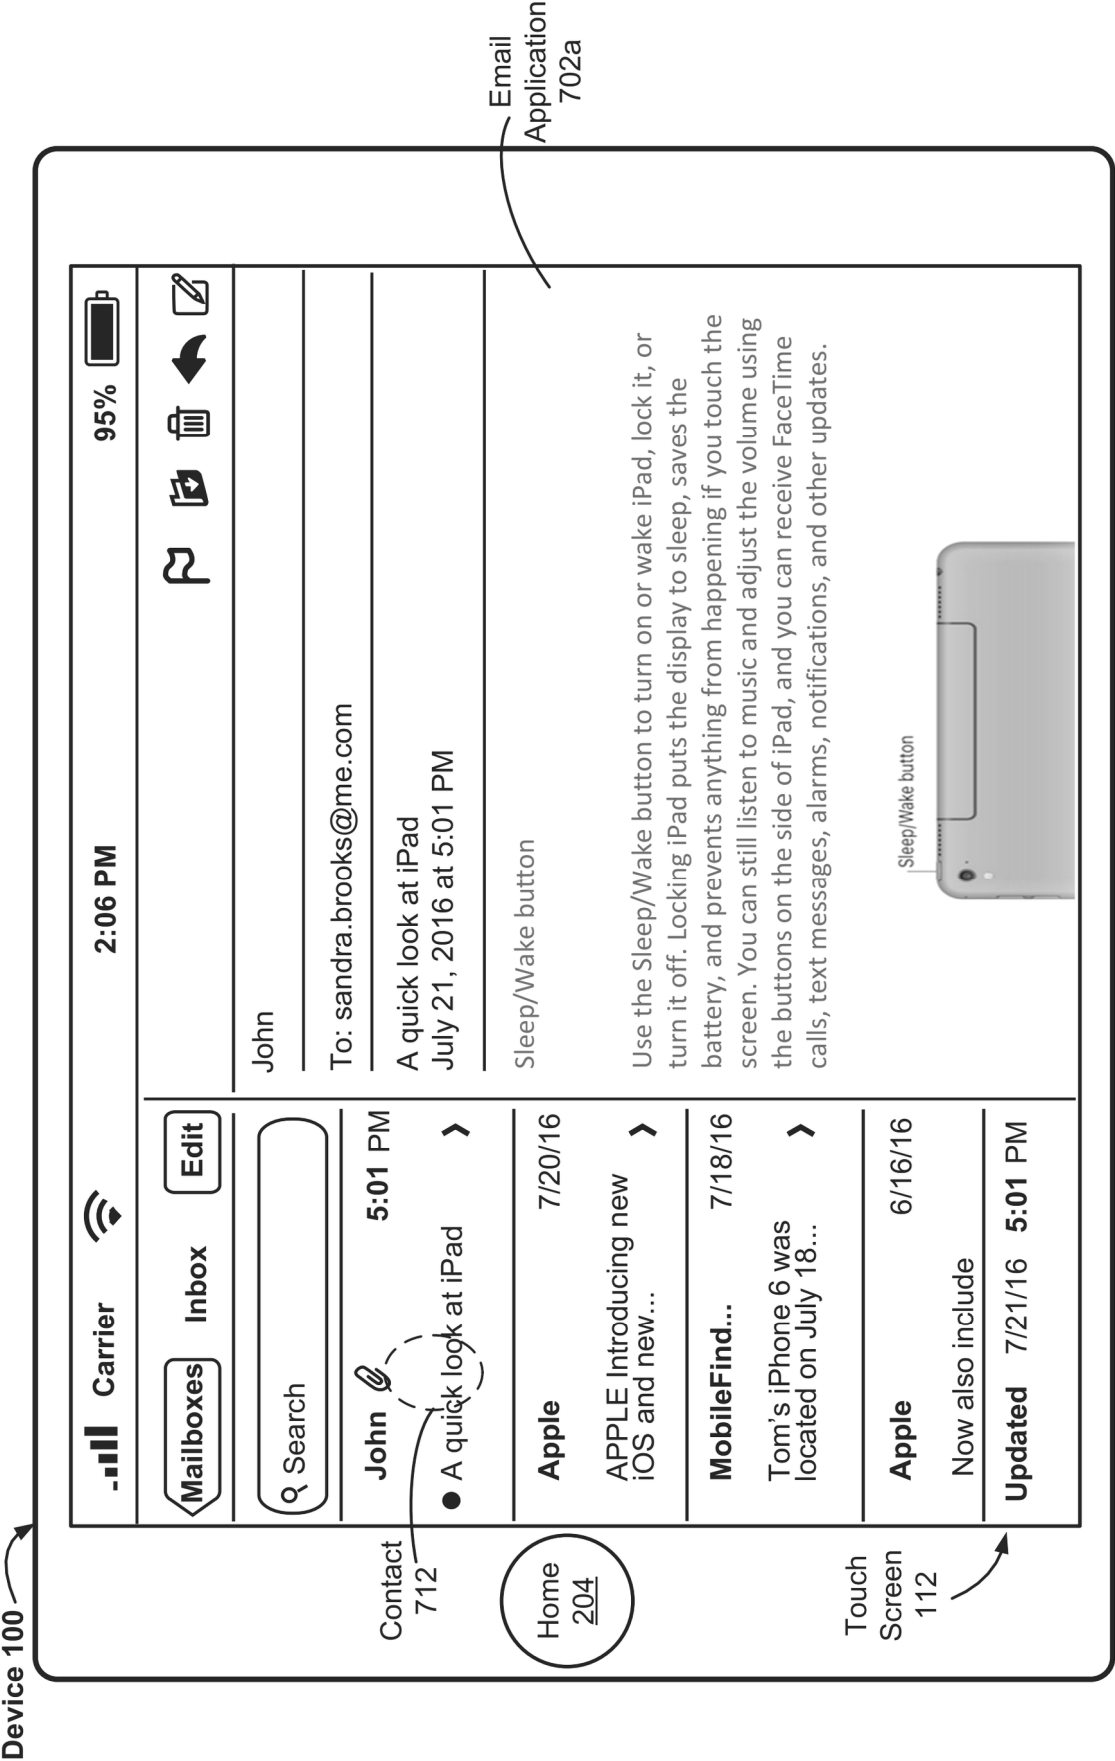 Device 100
Carrier
2:06 PM
95%
Mailboxes
Inbox
Edit
Search
John
5:01 PM
A quick look at iPad
Apple
7/20/16
APPLE Introducing new
iOS and new...
MobileFind...
7/18/16
Tom's iPhone 6 was
located on July 18...
Apple
6/16/16
Now also include
Updated 7/21/16 5:01 PM
John
To: sandra.brooks@me.com
A quick look at iPad
July 21, 2016 at 5:01 PM
Sleep/Wake button
Use the Sleep/Wake button to turn on or wake iPad, lock it, or
turn it off. Locking iPad puts the display to sleep, saves the
battery, and prevents anything from happening if you touch the
screen. You can still listen to music and adjust the volume using
the buttons on the side of iPad, and you can receive FaceTime
calls, text messages, alarms, notifications, and other updates.
Sleep/Wake button
Contact
712
Home
204
Touch
Screen
112
Email
Application
702a